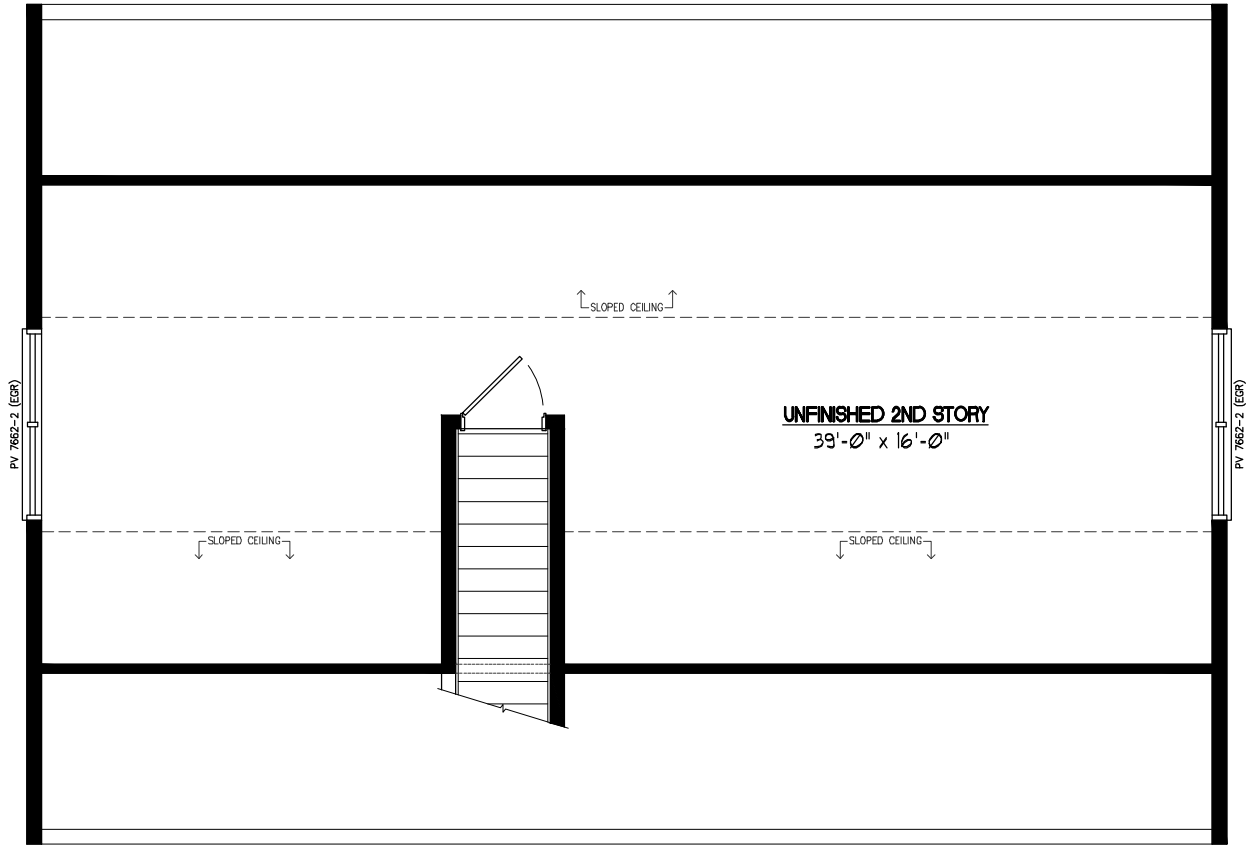 SLOPED CEILING
PV 7662-2 (EGR)
UNFINISHED 2ND STORY
39'-0" x 16'-0"
PV 7662-2 (EGR)
SLOPED CEILING
SLOPED CEILING